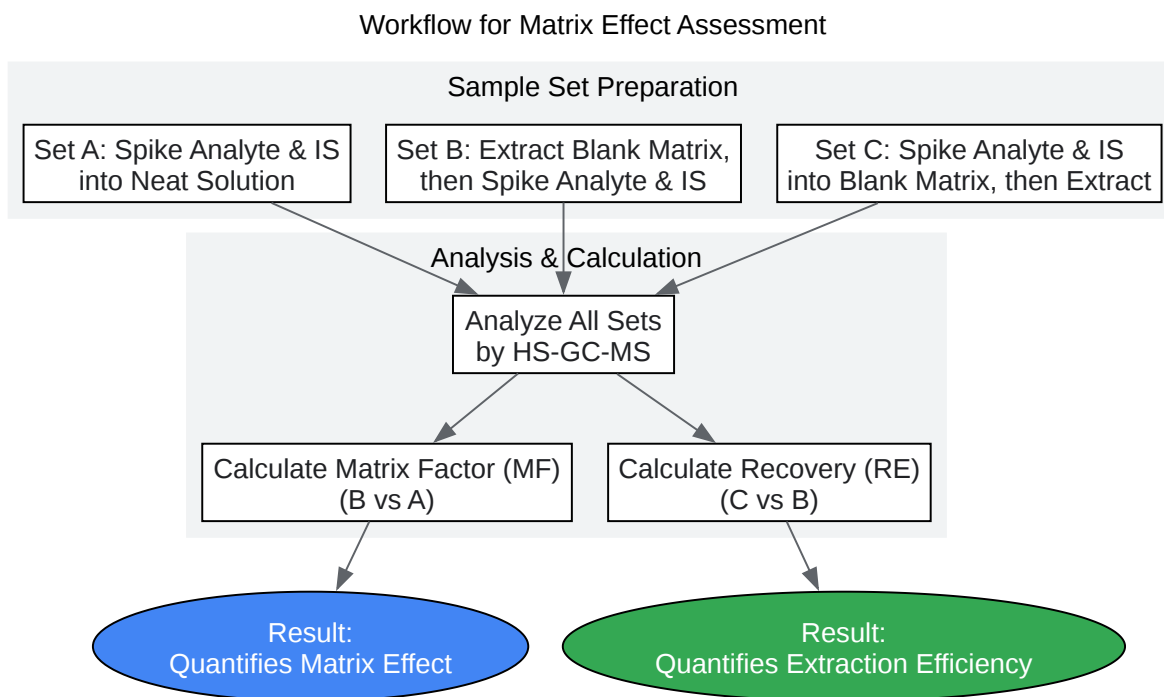 Workflow for Matrix Effect Assessment
Sample Set Preparation
Set A: Spike Analyte & IS
into Neat Solution
Set B: Extract Blank Matrix,
then Spike Analyte & IS
Set C: Spike Analyte & IS
into Blank Matrix, then Extract
Analysis & Calculation
Analyze All Sets
by HS-GC-MS
Calculate Matrix Factor (MF)
(B vs A)
Calculate Recovery (RE)
(C vs B)
Result:
Quantifies Matrix Effect
Result:
Quantifies Extraction Efficiency